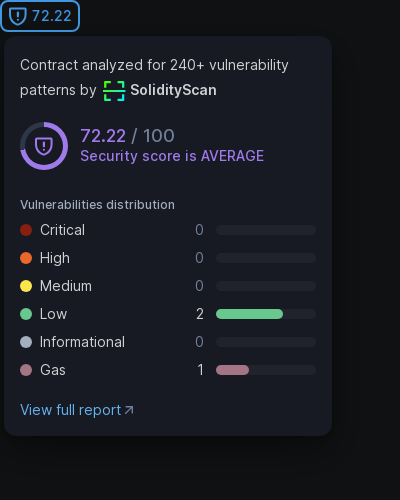 72.22
Contract analyzed for 240+ vulnerability
patterns by SolidityScan
72.22 / 100
Security score is AVERAGE
Vulnerabilities distribution
Critical 0
High 0
Medium 0
Low 2
Informational 0
Gas 1
View full report